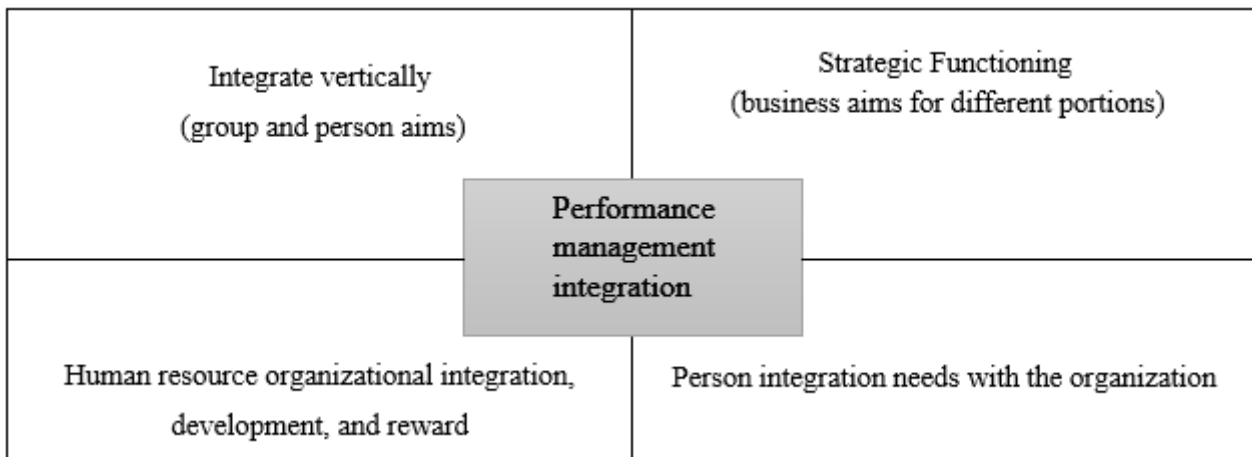 Integrate vertically
(group and person aims)
Strategic Functioning
(business aims for different portions)
Performance
management
integration
Human resource organizational integration,
development, and reward
Person integration needs with the organization